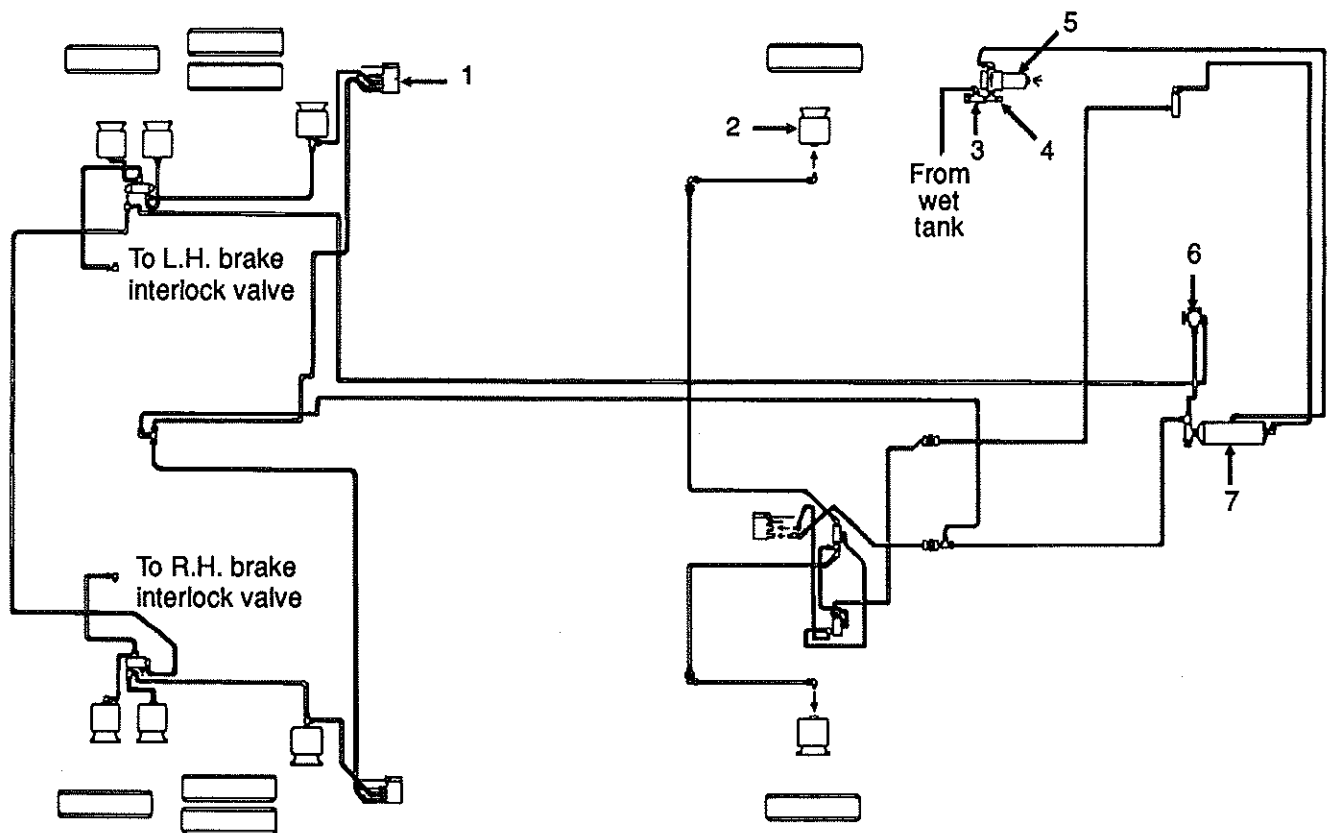 5
1
2
3
4
From
wet
tank
To L.H. brake
interlock valve
6
7
To R.H. brake
interlock valve